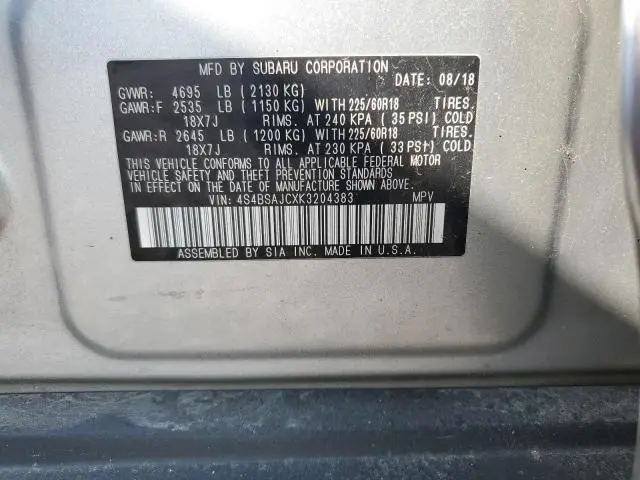 MFD BY SUBARU CORPORATION DATE: 08/18
GVWR: 4695 LB ( 2130 KG)
GAWR:F 2535 LB ( 1150 KG) WITH 225/60R18 TIRES.
18X7J RIMS. AT 240 KPA ( 35 PSI) COLD
GAWR:R 2645 LB ( 1200 KG) WITH 225/60R18 TIRES.
18X7J RIMS. AT 230 KPA ( 33 PSI) COLD
THIS VEHICLE CONFORMS TO ALL APPLICABLE FEDERAL MOTOR
VEHICLE SAFETY AND THEFT PREVENTION STANDARDS
IN EFFECT ON THE DATE OF MANUFACTURE SHOWN ABOVE.
VIN: 4S4BSAJCXK3204383 MPV
ASSEMBLED BY SIA INC. MADE IN U.S.A.